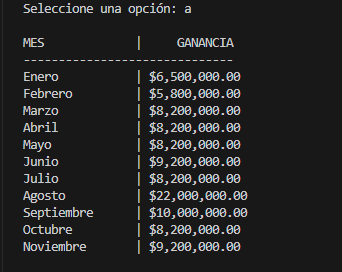 Seleccione una opción: a
MES | GANANCIA
------------------------------
Enero | $6,500,000.00
Febrero | $5,800,000.00
Marzo | $8,200,000.00
Abril | $8,200,000.00
Mayo | $8,200,000.00
Junio | $9,200,000.00
Julio | $8,200,000.00
Agosto | $22,000,000.00
Septiembre | $10,000,000.00
Octubre | $8,200,000.00
Noviembre | $9,200,000.00